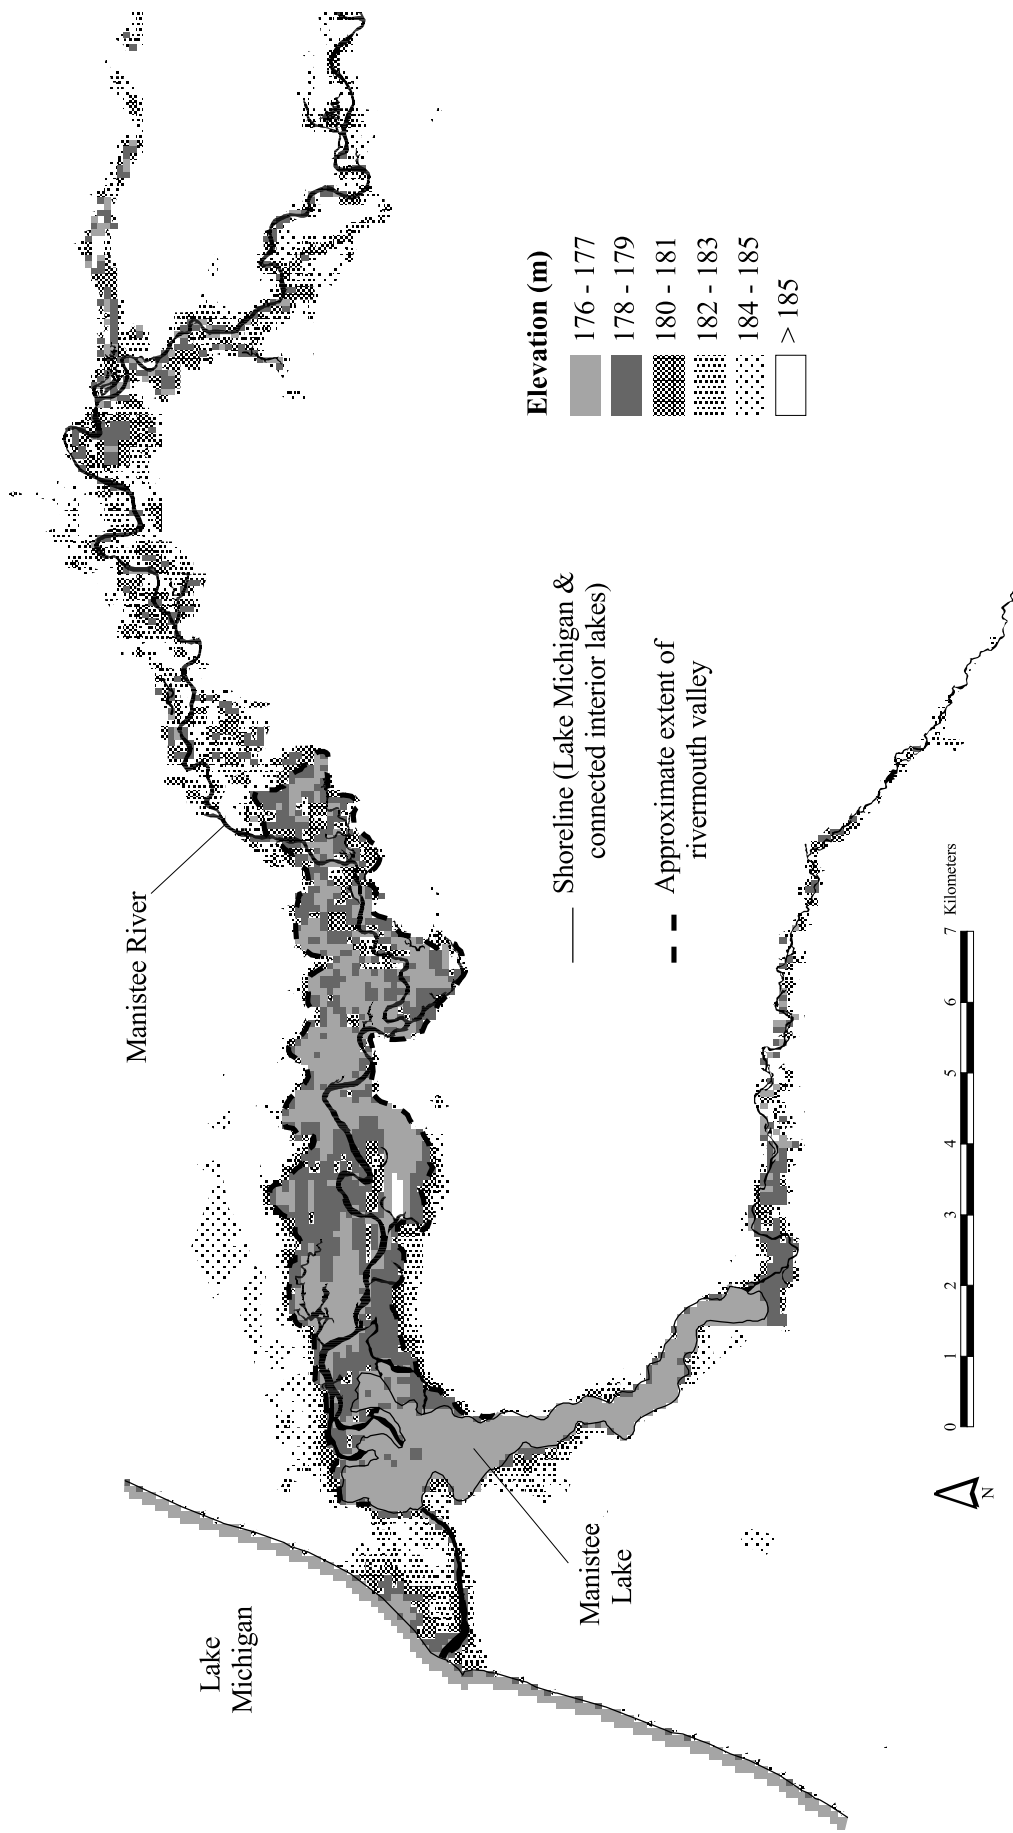 Lake
Michigan
Manistee River
Manistee
Lake
Shoreline (Lake Michigan &
connected interior lakes)
Approximate extent of
rivermouth valley
Elevation (m)
176 - 177
178 - 179
180 - 181
182 - 183
184 - 185
> 185
N
0 1 2 3 4 5 6 7 Kilometers